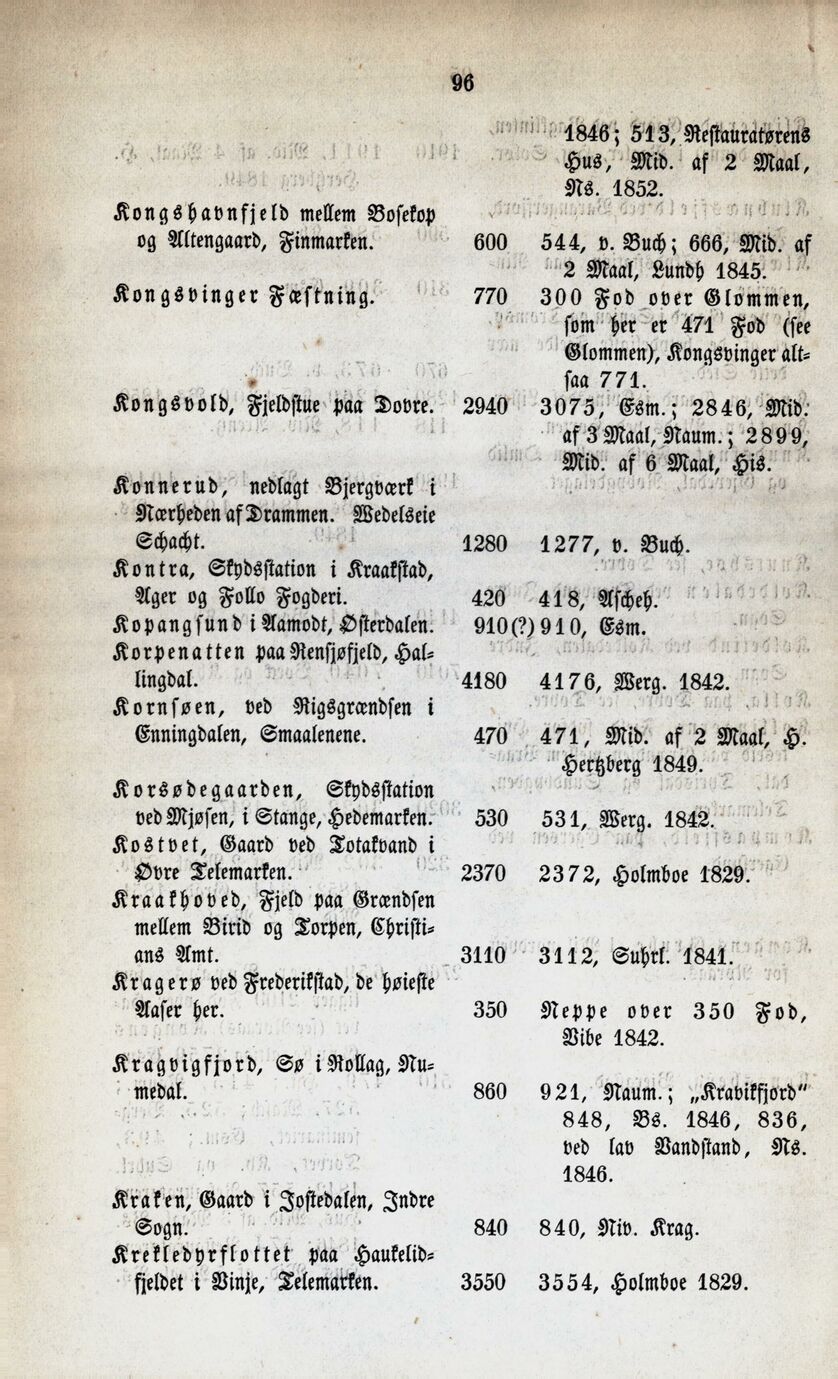 96
1846; 513, Restauratørens
Hus, Mid. af 2 Maal,
Ns. 1852.
Kongshavnfjeld mellem Bosekop
og Altengaard, Finmarken. 600 544, v. Buch; 666, Mid. af
2 Maal, Lundh 1845.
Kongsvinger Fæstning. 770 300 Fod over Glommen,
som her er 471 Fod (see
Glommen), Kongsvinger alt=
saa 771.
Kongsvold, Fjeldstue paa Dovre. 2940 3075, Esm.; 2846, Mid.
af 3 Maal, Naum.; 2899,
Mid. af 6 Maal, His.
Konnerud, nedlagt Bjergværk i
Nærheden af Drammen. Wedelseie
Schacht. 1280 1277, v. Buch.
Kontra, Skydsstation i Kraakstad,
Ager og Follo Fogderi. 420 418, Ascheh.
Kopangsund i Aamodt, Østerdalen. 910(?) 910, Esm.
Korpenatten paa Rensjøfjeld, Hal=
lingdal. 4180 4176, Werg. 1842.
Kornsøen, ved Rigsgrændsen i
Enningdalen, Smaalenene. 470 471, Mid. af 2 Maal, H.
Hertzberg 1849.
Korsødegaarden, Skydsstation
ved Mjøsen, i Stange, Hedemarken. 530 531, Werg. 1842.
Kostvet, Gaard ved Totakvand i
Øvre Telemarken. 2370 2372, Holmboe 1829.
Kraakhoved, Fjeld paa Grændsen
mellem Birid og Torpen, Christi=
ans Amt. 3110 3112, Suhrl. 1841.
Kragerø ved Frederikstad, de høieste
Aaser her. 350 Neppe over 350 Fod,
Vibe 1842.
Kragvigfjord, Sø i Rollag, Nu=
medal. 860 921, Naum.; „Kravikfjord"
848, Bs. 1846, 836,
ved lav Vandstand, Ns.
1846.
Kraken, Gaard i Jostedalen, Indre
Sogn. 840 840, Niv. Krag.
Krekledyrflottet paa Haukelid=
fjeldet i Vinje, Telemarken. 3550 3554, Holmboe 1829.